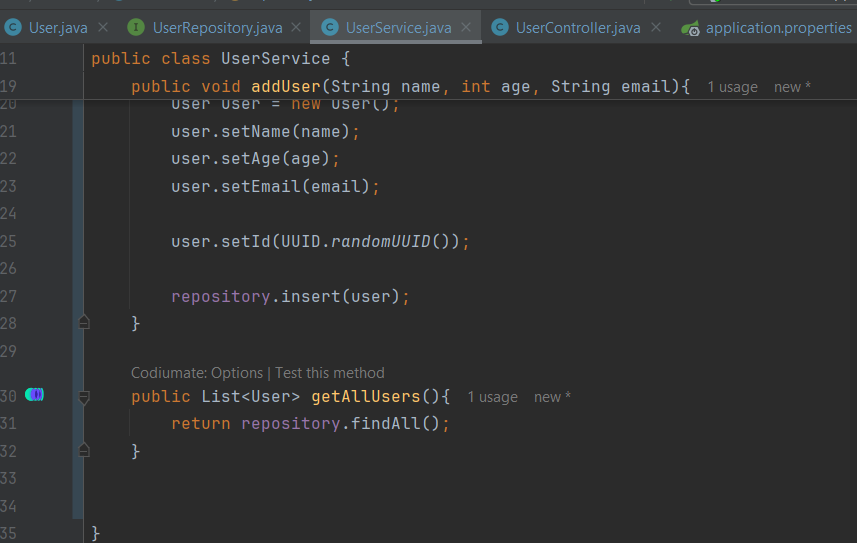 User.java UserRepository.java UserService.java UserController.java application.properties
11 public class UserService {
19 public void addUser(String name, int age, String email){ 1 usage new *
20 User user = new User();
21 user.setName(name);
22 user.setAge(age);
23 user.setEmail(email);
24
25 user.setId(UUID.randomUUID());
26
27 repository.insert(user);
28 }
29
Codiumate: Options | Test this method
30 public List<User> getAllUsers(){ 1 usage new *
31 return repository.findAll();
32 }
33
34
35 }